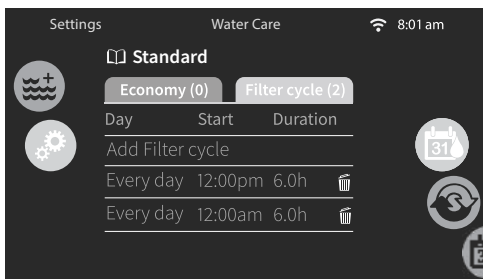 Settings Water Care 8:01 am
Standard
Economy (0) Filter cycle (2)
Day Start Duration
Add Filter cycle
Every day 12:00pm 6.0h
Every day 12:00am 6.0h
31